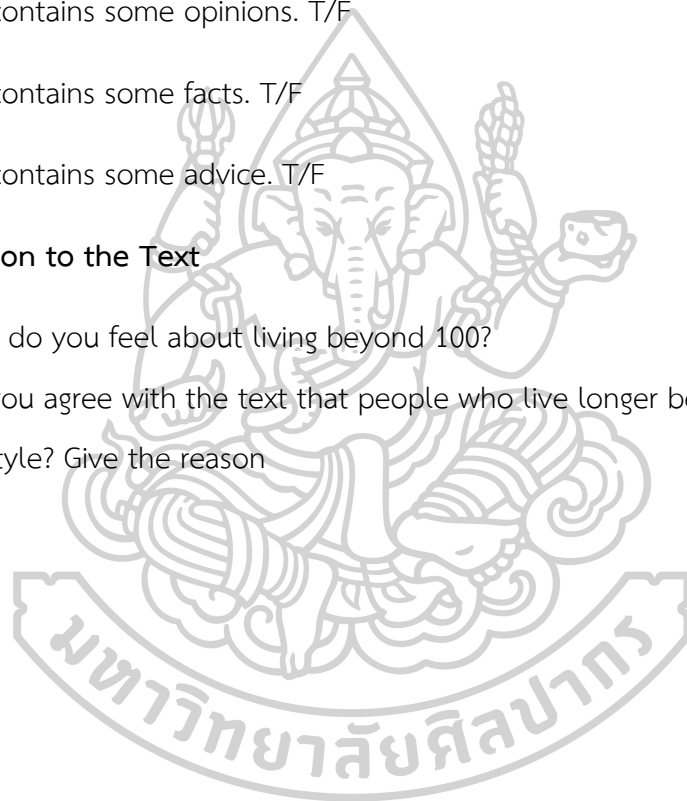 contains some opinions. T/F
contains some facts. T/F
contains some advice. T/F
on to the Text
do you feel about living beyond 100?
you agree with the text that people who live longer be
tyle? Give the reason
มหาวิทยาลัยศิลปากร